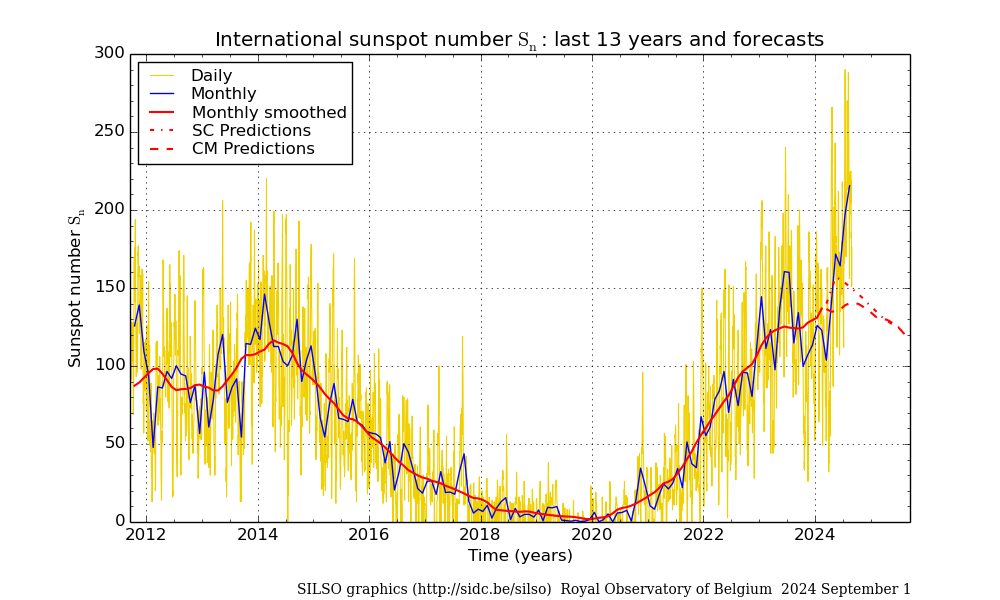 International sunspot number Sn : last 13 years and forecasts
300
250
200
150
100
50
0
Sunspot number Sn
Daily
Monthly
Monthly smoothed
SC Predictions
CM Predictions
2012 2014 2016 2018 2020 2022 2024
Time (years)
SILSO graphics (http://sidc.be/silso) Royal Observatory of Belgium 2024 September 1